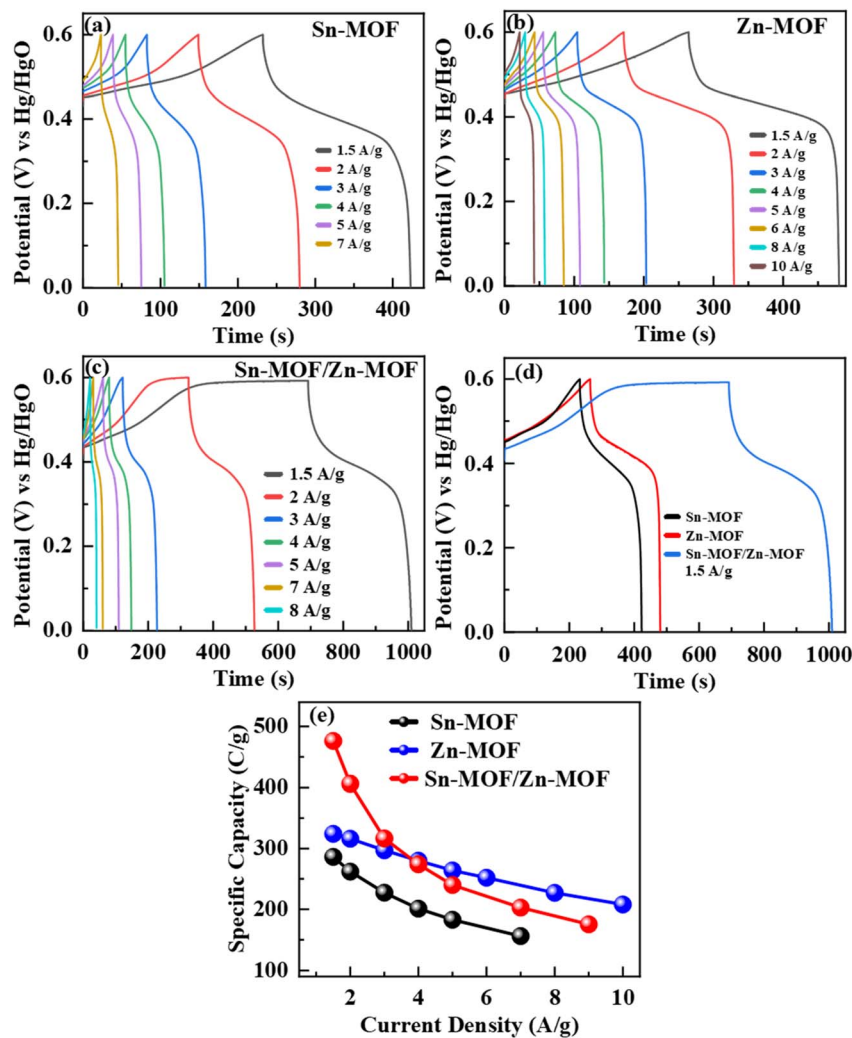 (a) Sn-MOF
0.6
0.4
0.2
0.0
Potential (V) vs Hg/HgO
1.5 A/g
2 A/g
3 A/g
4 A/g
5 A/g
7 A/g
0 100 200 300 400
Time (s)
(b) Zn-MOF
0.6
0.4
0.2
0.0
Potential (V) vs Hg/HgO
1.5 A/g
2 A/g
3 A/g
4 A/g
5 A/g
6 A/g
8 A/g
10 A/g
0 100 200 300 400
Time (s)
(c) Sn-MOF/Zn-MOF
0.6
0.4
0.2
0.0
Potential (V) vs Hg/HgO
1.5 A/g
2 A/g
3 A/g
4 A/g
5 A/g
7 A/g
8 A/g
0 200 400 600 800 1000
Time (s)
(d)
0.6
0.4
0.2
0.0
Potential (V) vs Hg/HgO
Sn-MOF
Zn-MOF
Sn-MOF/Zn-MOF
1.5 A/g
0 200 400 600 800 1000
Time (s)
(e)
Sn-MOF
Zn-MOF
Sn-MOF/Zn-MOF
500
400
300
200
100
Specific Capacity (C/g)
2 4 6 8 10
Current Density (A/g)